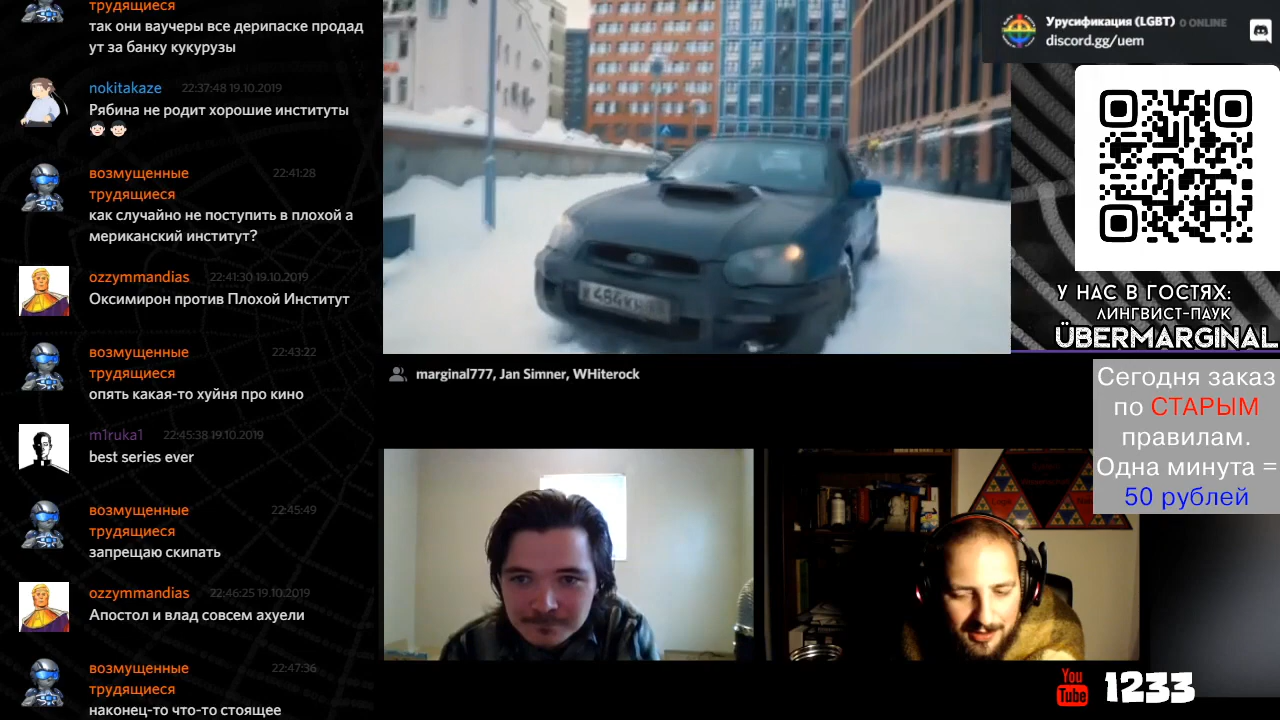 трудящиеся
так они ваучеры все дерипаске продад
ут за банку кукурузы
nokitakaze 22:37:48 19.10.2019
Рябина не родит хорошие институты
возмущенные 22:41:28
трудящиеся
как случайно не поступить в плохой а
мериканский институт?
ozzymmandias 22:41:30 19.10.2019
Оксимирон против Плохой Институт
возмущенные 22:43:22
трудящиеся
опять какая-то хуйня про кино
m1ruka1 22:45:38 19.10.2019
best series ever
возмущенные 22:45:49
трудящиеся
запрещаю скипать
ozzymmandias 22:46:25 19.10.2019
Апостол и влад совсем ахуели
возмущенные 22:47:36
трудящиеся
наконец-то что-то стоящее
marginal777, Jan Simner, WHiterock
Урусификация (LGBT) 0 ONLINE
discord.gg/uem
У НАС В ГОСТЯХ:
ЛИНГВИСТ-ПАУК
ÜBERMARGINAL
Сегодня заказ
по СТАРЫМ
правилам.
Одна минута =
50 рублей
You
Tube
1233